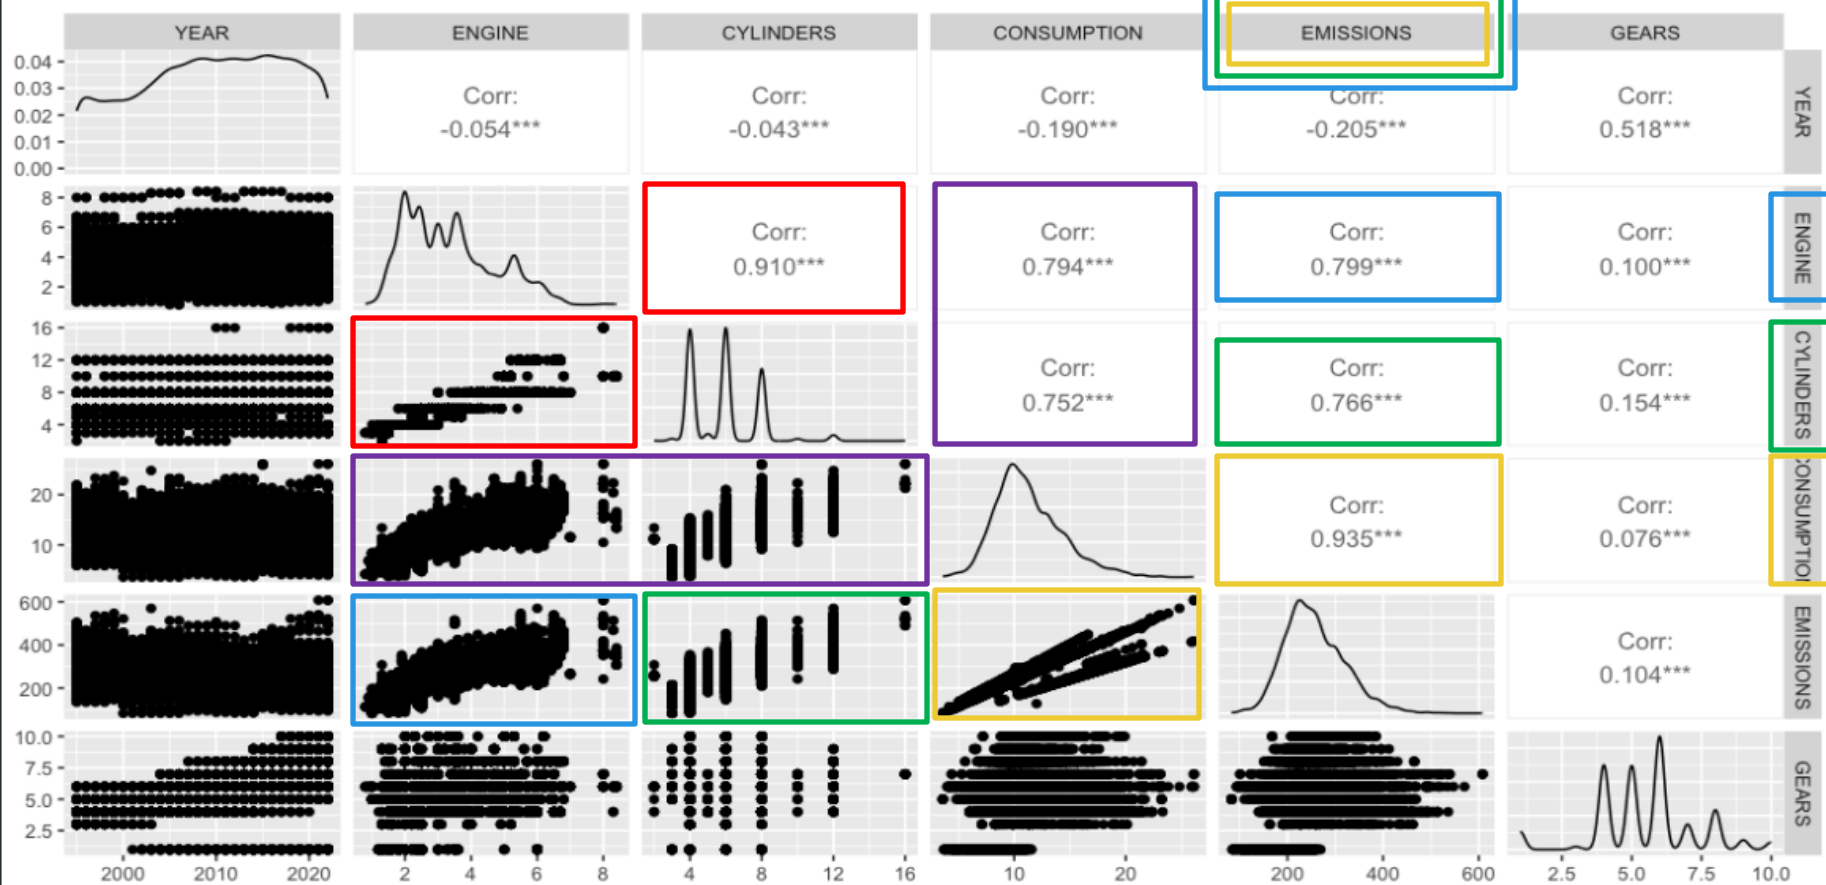 YEAR ENGINE CYLINDERS CONSUMPTION EMISSIONS GEARS
0.04
0.03
0.02
0.01
0.00
Corr:
-0.054***
Corr:
-0.043***
Corr:
-0.190***
Corr:
-0.205***
Corr:
0.518***
YEAR
8
6
4
2
Corr:
0.910***
Corr:
0.794***
Corr:
0.799***
Corr:
0.100***
ENGINE
16
12
8
4
Corr:
0.752***
Corr:
0.766***
Corr:
0.154***
CYLINDERS
20
10
Corr:
0.935***
Corr:
0.076***
CONSUMPTION
600
400
200
Corr:
0.104***
EMISSIONS
10.0
7.5
5.0
2.5
GEARS
2000 2010 2020 2 4 6 8 4 8 12 16 10 20 200 400 600 2.5 5.0 7.5 10.0